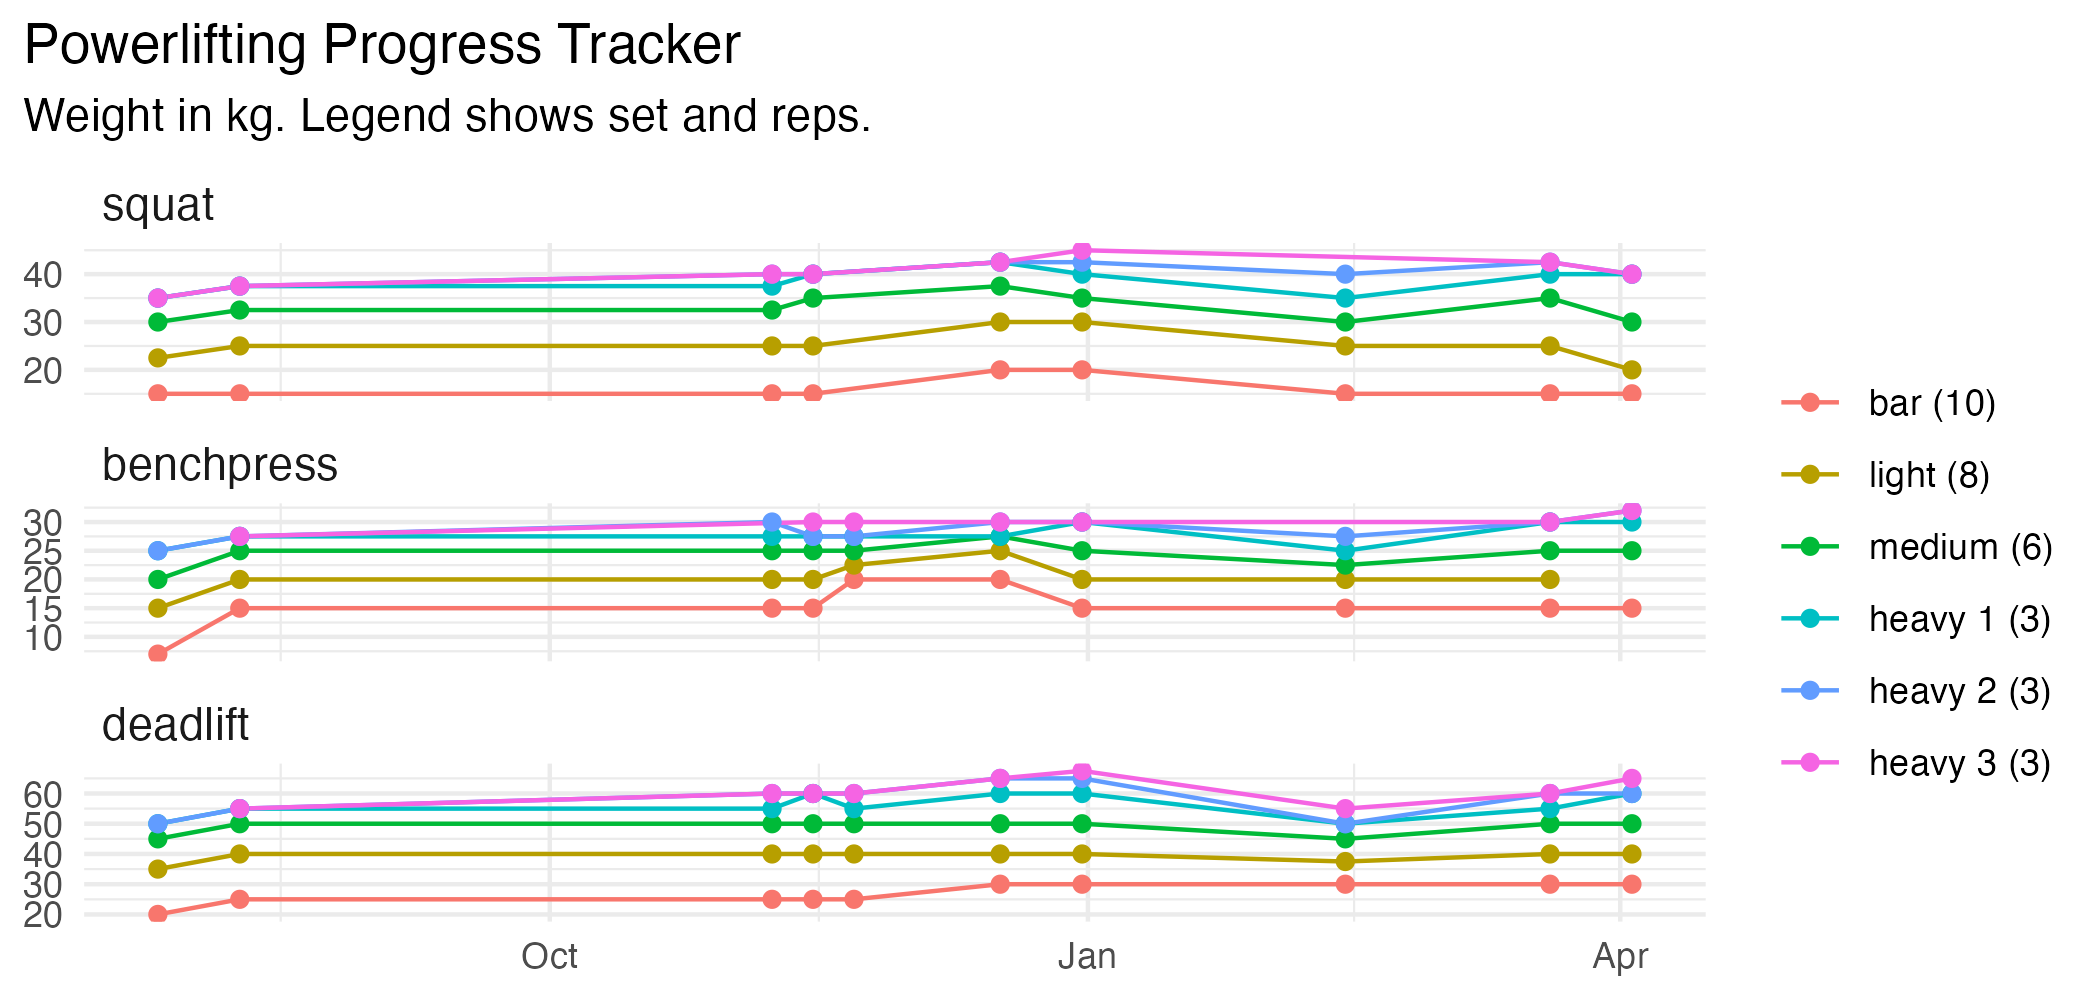 Powerlifting Progress Tracker
Weight in kg. Legend shows set and reps.
squat
40
30
20
benchpress
30
25
20
15
10
deadlift
60
50
40
30
20
Oct Jan Apr
bar (10)
light (8)
medium (6)
heavy 1 (3)
heavy 2 (3)
heavy 3 (3)